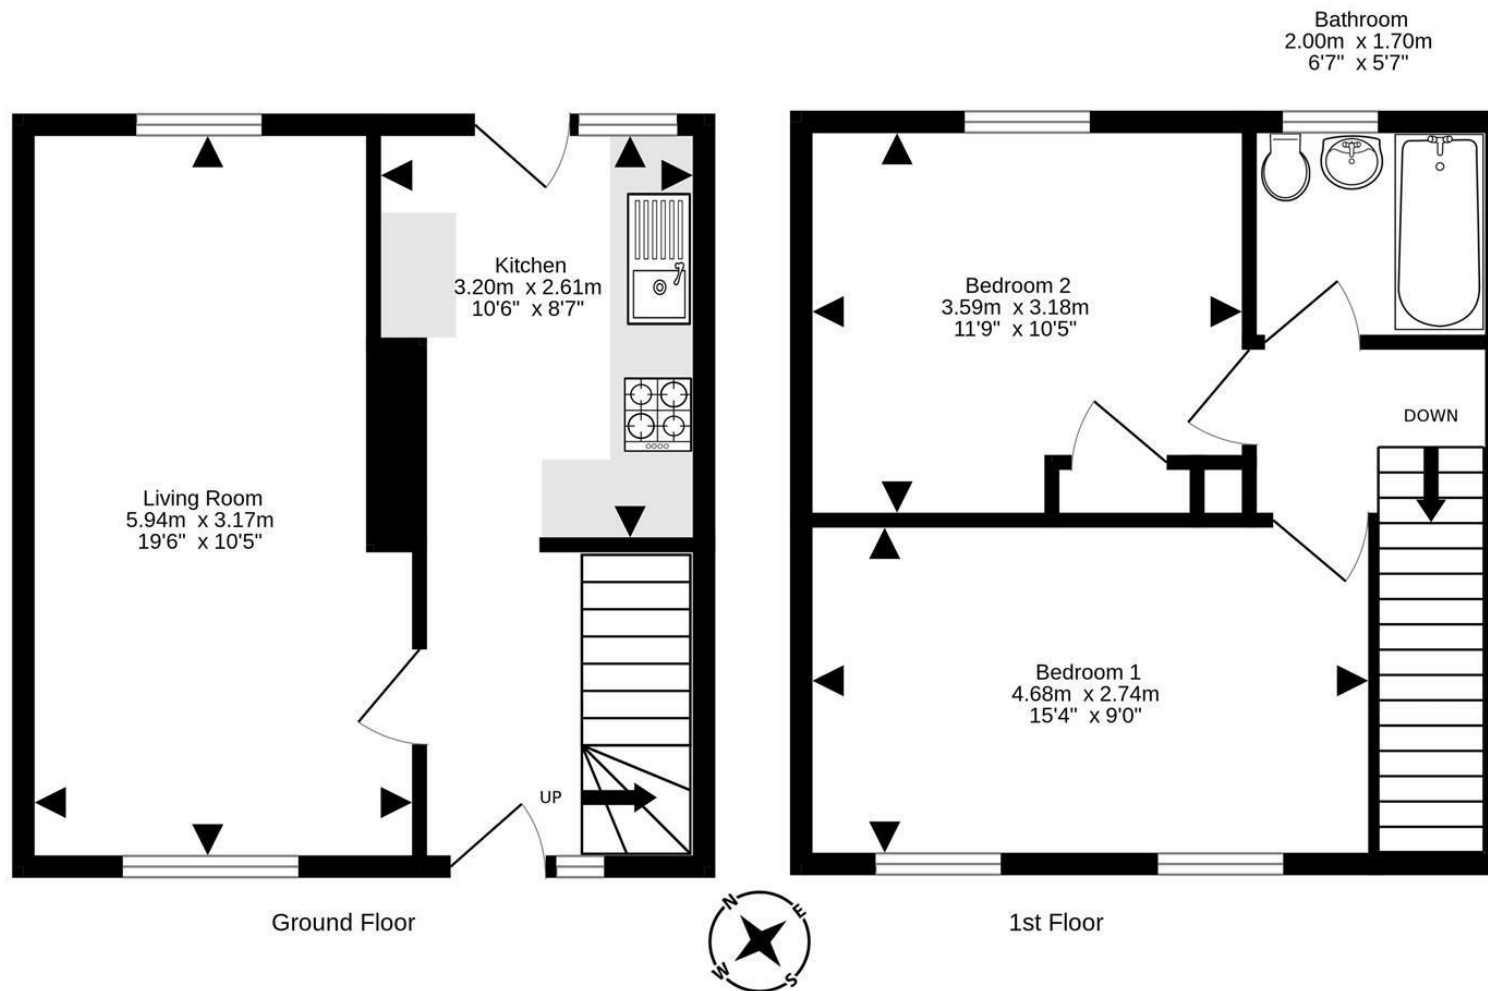 Bathroom
2.00m x 1.70m
6'7" x 5'7"
Kitchen
3.20m x 2.61m
10'6" x 8'7"
Living Room
5.94m x 3.17m
19'6" x 10'5"
UP
Ground Floor
Bedroom 2
3.59m x 3.18m
11'9" x 10'5"
DOWN
Bedroom 1
4.68m x 2.74m
15'4" x 9'0"
1st Floor
N
E
W
S